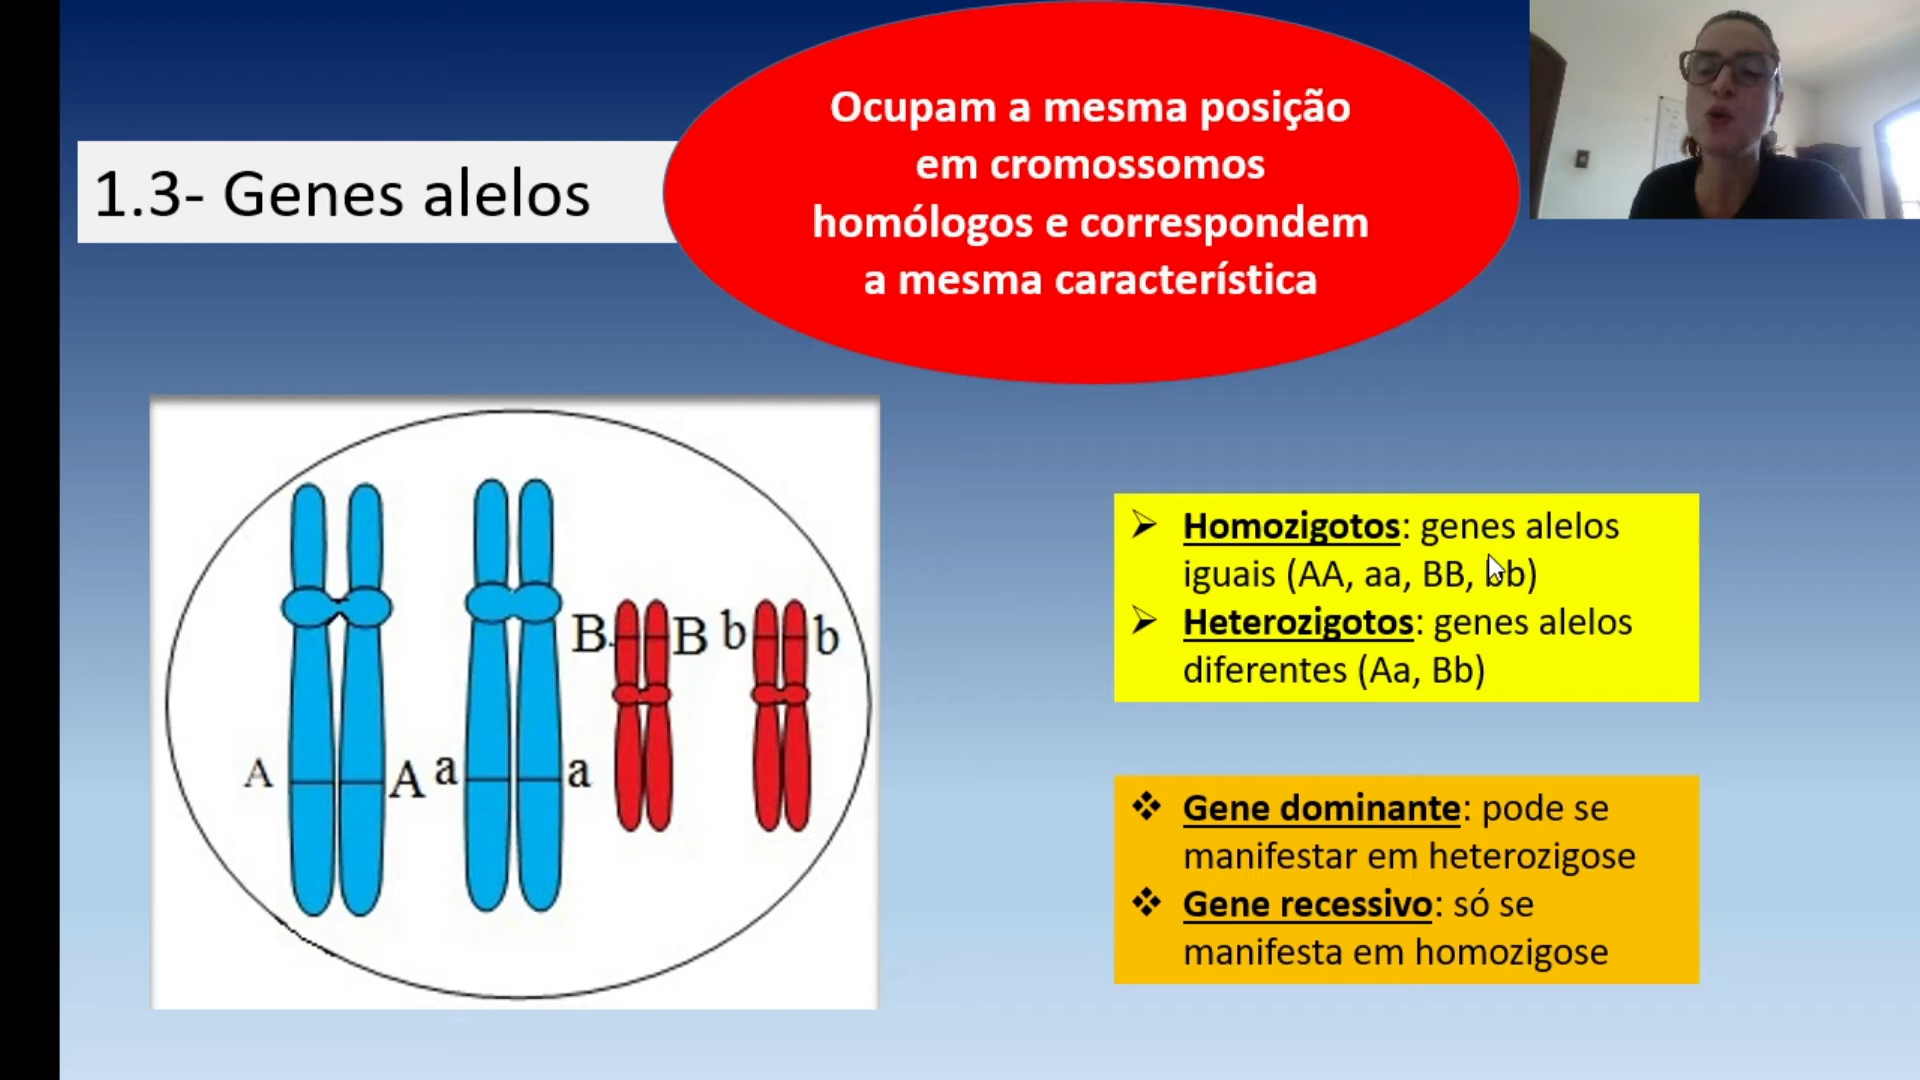 1.3- Genes alelos
Ocupam a mesma posição
em cromossomos
homólogos e correspondem
a mesma característica
B B b b
A A a a
Homozigotos: genes alelos
iguais (AA, aa, BB, bb)
Heterozigotos: genes alelos
diferentes (Aa, Bb)
Gene dominante: pode se
manifestar em heterozigose
Gene recessivo: só se
manifesta em homozigose